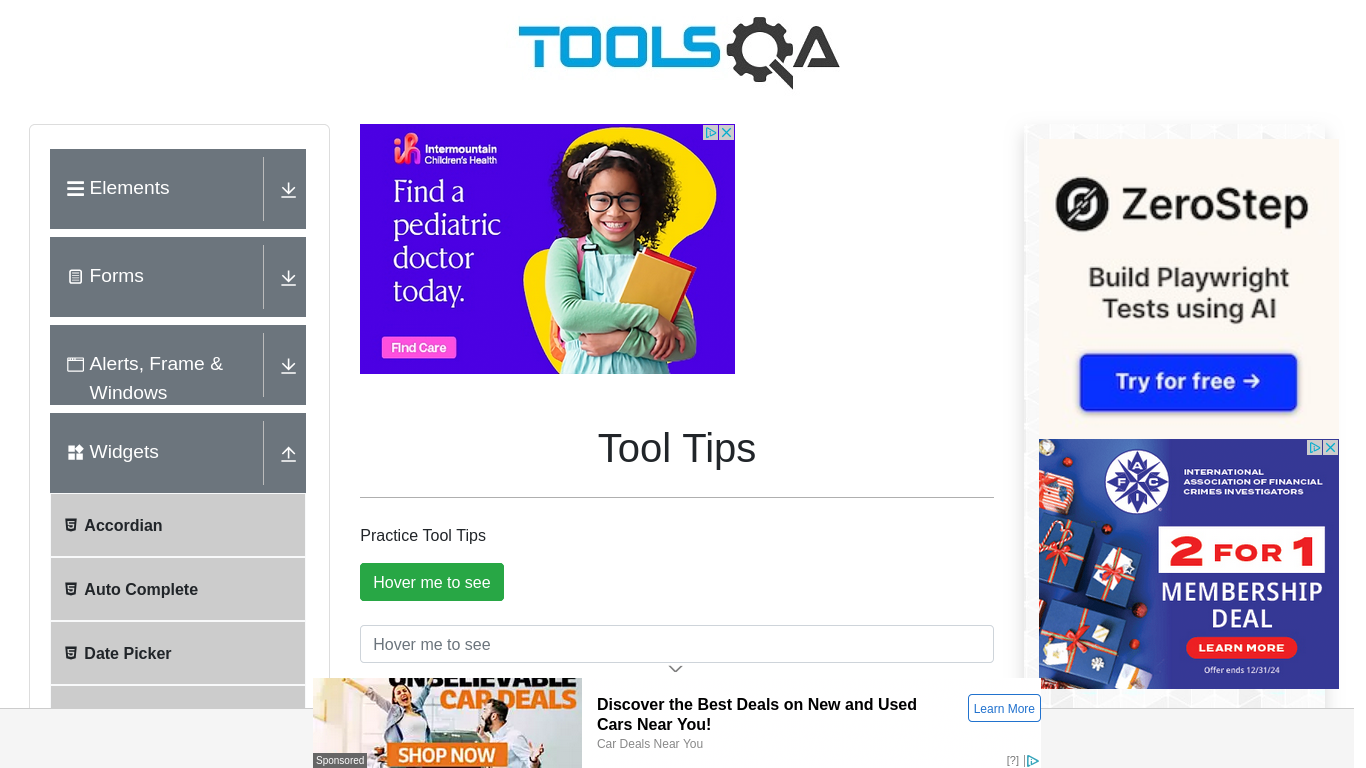 TOOLSQA
Elements
Forms
Alerts, Frame &
Windows
Widgets
Accordian
Auto Complete
Date Picker
Intermountain
Children's Health
Find a
pediatric
doctor
today.
Find Care
Tool Tips
Practice Tool Tips
Hover me to see
Hover me to see
ZeroStep
Build Playwright
Tests using AI
Try for free →
AFCI
INTERNATIONAL
ASSOCIATION OF FINANCIAL
CRIMES INVESTIGATORS
2 FOR 1
MEMBERSHIP
DEAL
LEARN MORE
Offer ends 12/31/24
UNBELIEVABLE
CAR DEALS
SHOP NOW
Sponsored
Discover the Best Deals on New and Used
Cars Near You!
Car Deals Near You
Learn More
[?]